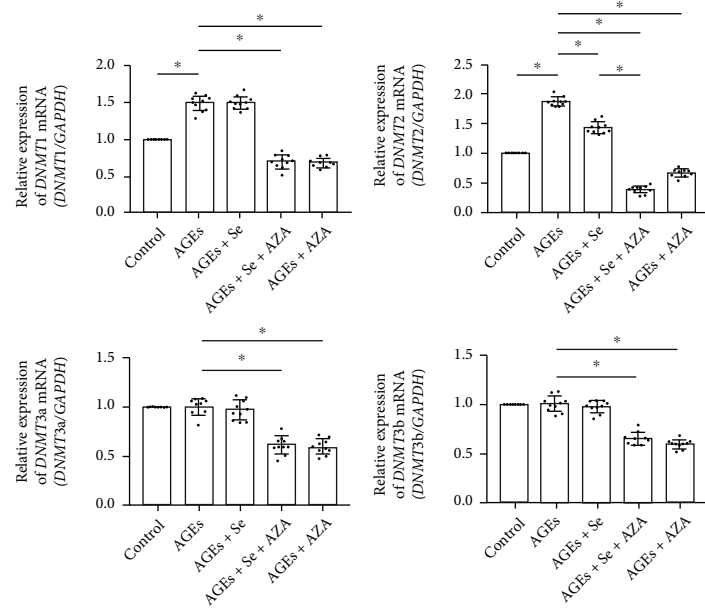 Relative expression
of DNMT1 mRNA
(DNMT1/GAPDH)
2.0
1.5
1.0
0.5
0.0
*
*
*
Control
AGEs
AGEs + Se
AGEs + Se + AZA
AGEs + AZA
Relative expression
of DNMT2 mRNA
(DNMT2/GAPDH)
2.5
2.0
1.5
1.0
0.5
0.0
*
*
*
*
*
Control
AGEs
AGEs + Se
AGEs + Se + AZA
AGEs + AZA
Relative expression
of DNMT3a mRNA
(DNMT3a/GAPDH)
1.5
1.0
0.5
0.0
*
*
Control
AGEs
AGEs + Se
AGEs + Se + AZA
AGEs + AZA
Relative expression
of DNMT3b mRNA
(DNMT3b/GAPDH)
1.5
1.0
0.5
0.0
*
*
Control
AGEs
AGEs + Se
AGEs + Se + AZA
AGEs + AZA